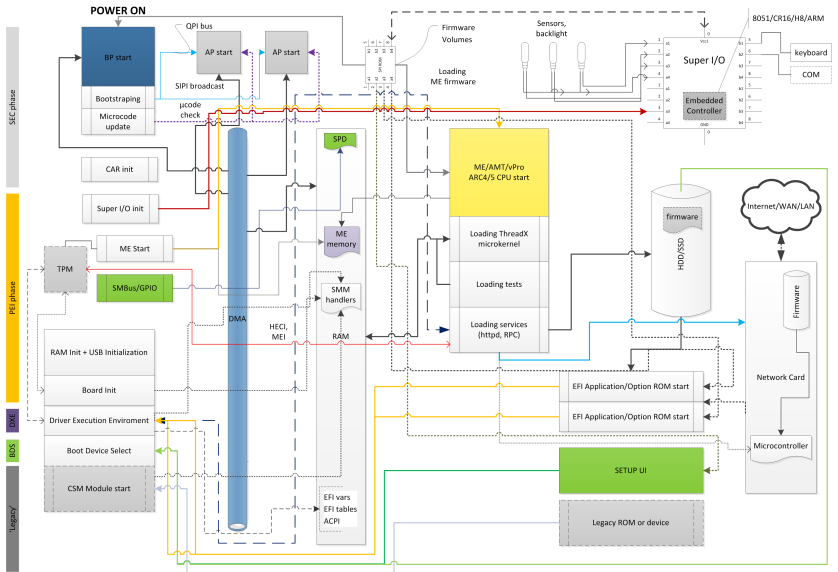 POWER ON
QPI bus
BP start
AP start
AP start
SIPI broadcast
Bootstraping
Microcode
update
µcode
check
Firmware
Volumes
Loading
ME firmware
SPI ROM
Sensors,
backlight
8051/CR16/H8/ARM
Super I/O
Vcc1
GND
Embedded
Controller
keyboard
COM
SEC phase
CAR init
Super I/O init
SPD
ME
memory
SMM
handlers
RAM
ME/AMT/vPro
ARC4/5 CPU start
Loading ThreadX
microkernel
Loading tests
Loading services
(httpd, RPC)
firmware
HDD/SSD
Internet/WAN/LAN
Firmware
Network Card
Microcontroller
PEI phase
TPM
ME Start
SMBus/GPIO
DMA
HECI,
MEI
RAM Init + USB Initialization
Board Init
DXE
Driver Execution Enviroment
BDS
Boot Device Select
'Legacy'
CSM Module start
EFI vars
EFI tables
ACPI
EFI Application/Option ROM start
EFI Application/Option ROM start
SETUP UI
Legacy ROM or device